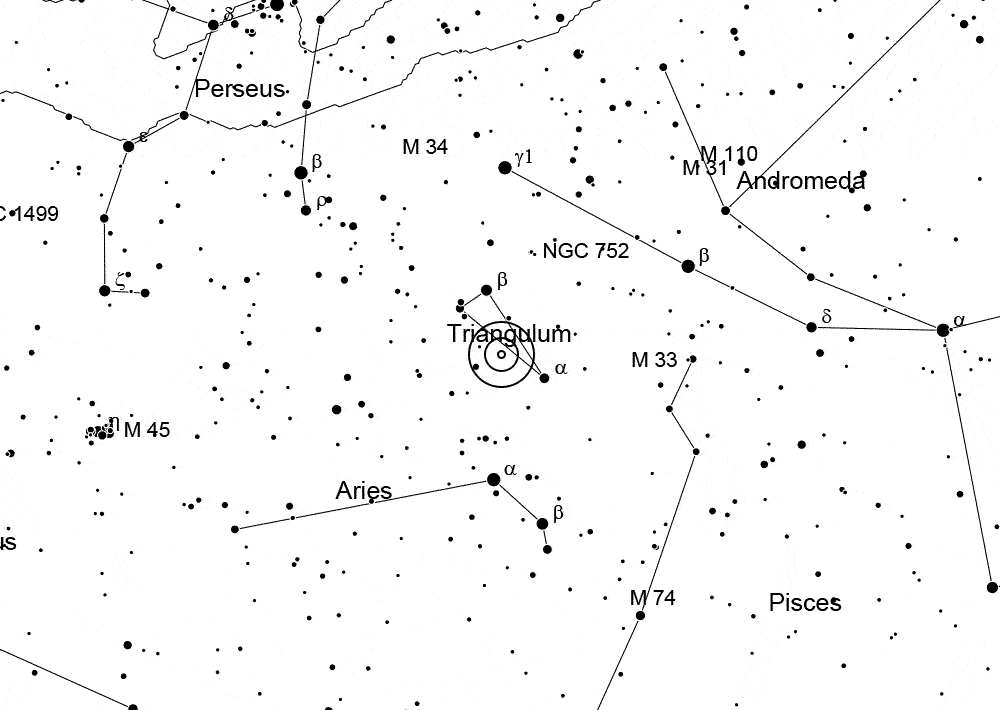 δ
Perseus
ε
M 34
γ1
M 110
M 31
Andromeda
β
ρ
C 1499
NGC 752
β
ζ
β
δ
α
Triangulum
M 33
α
η
M 45
α
Aries
β
us
M 74
Pisces